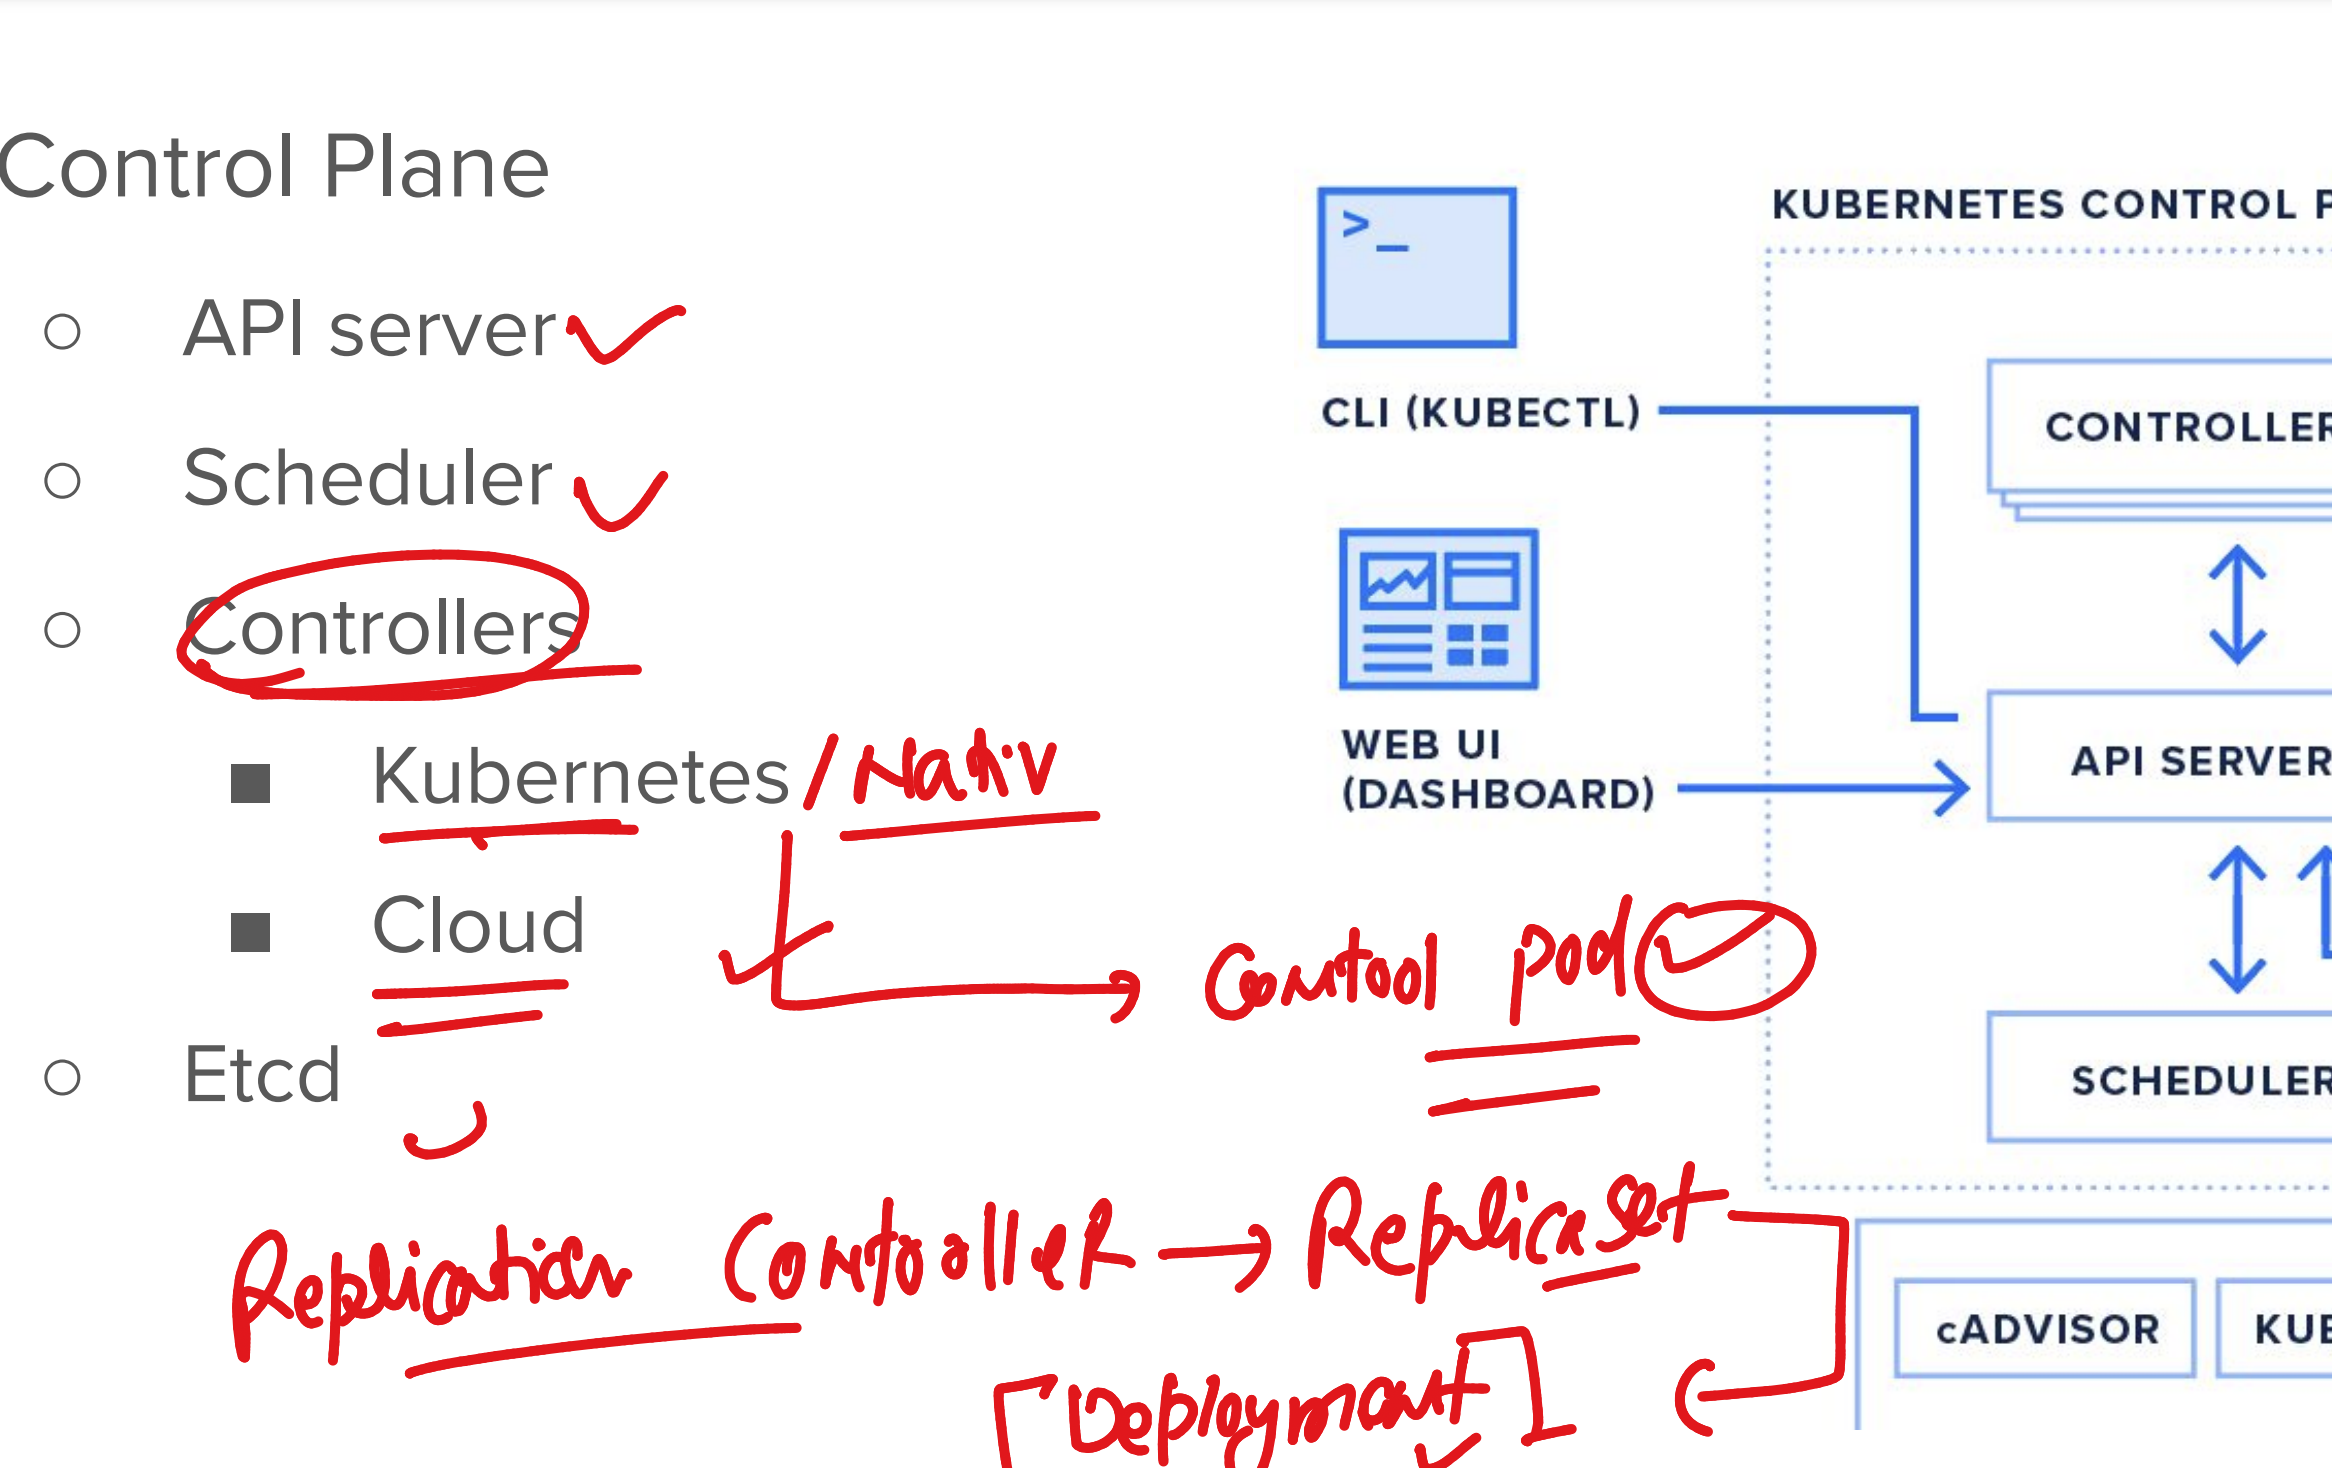 Control Plane
○ API server
○ Scheduler
○ Controllers
■ Kubernetes / Nativ
■ Cloud
Control pod
○ Etcd
Replication Controller → Replicaset
[Deployment]
KUBERNETES CONTROL P
>_
CLI (KUBECTL)
CONTROLLER
WEB UI
(DASHBOARD)
API SERVER
SCHEDULER
cADVISOR
KUB